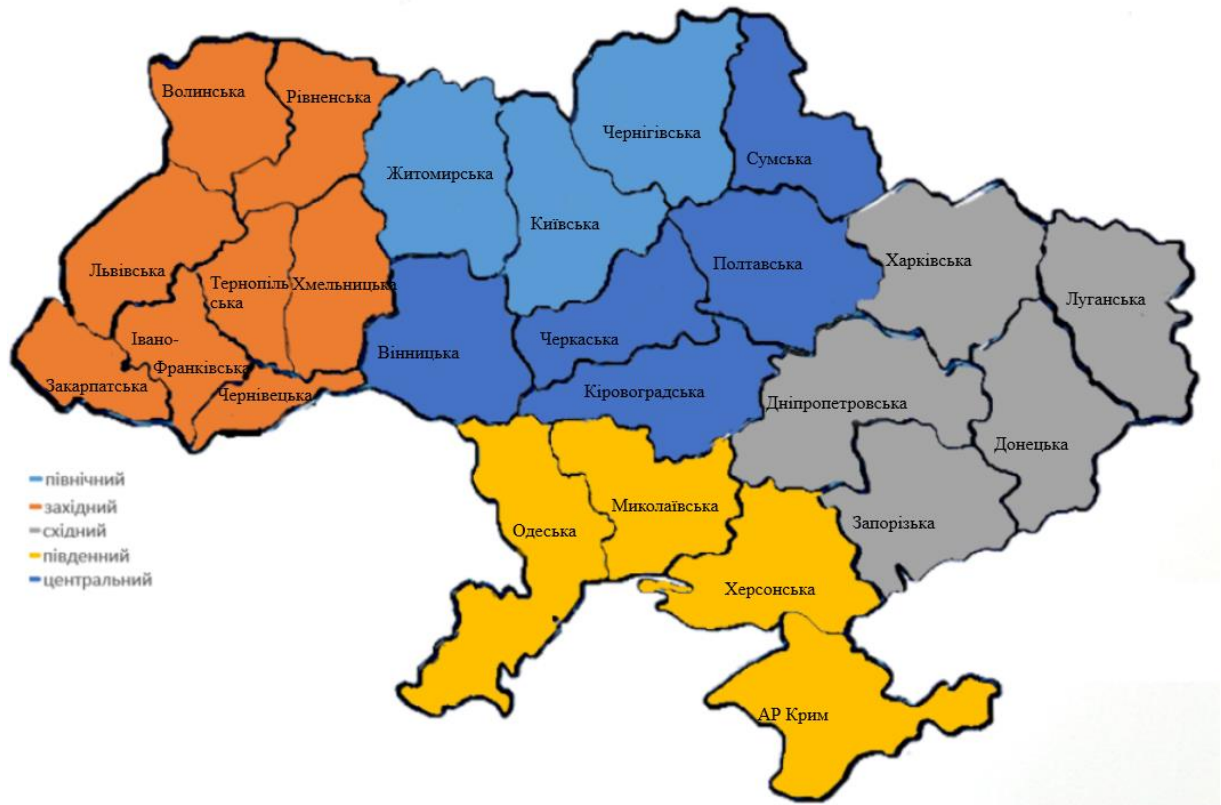 Волинська
Рівненська
Житомирська
Чернігівська
Сумська
Київська
Львівська
Тернопіль
ська
Хмельницька
Полтавська
Харківська
Луганська
Івано-
Франківська
Закарпатська
Чернівецька
Вінницька
Черкаська
Кіровоградська
Дніпропетровська
Донецька
Запорізька
Миколаївська
Одеська
Херсонська
АР Крим
північний
західний
східний
південний
центральний